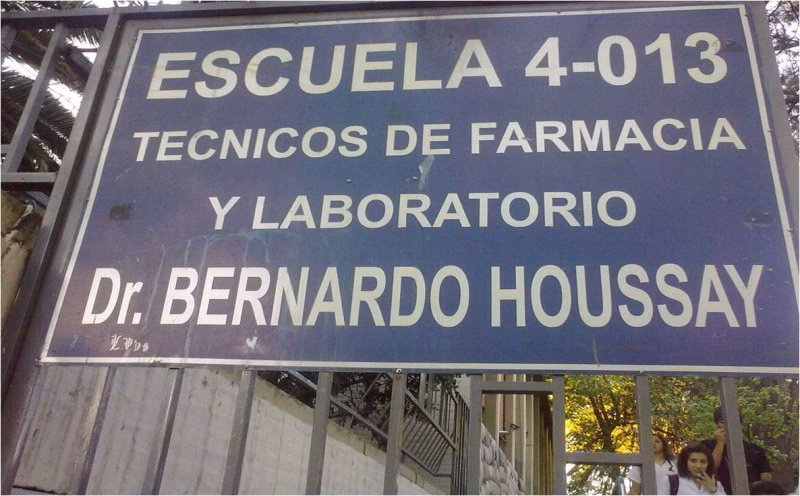 ESCUELA 4-013
TECNICOS DE FARMACIA
Y LABORATORIO
Dr. BERNARDO HOUSSAY